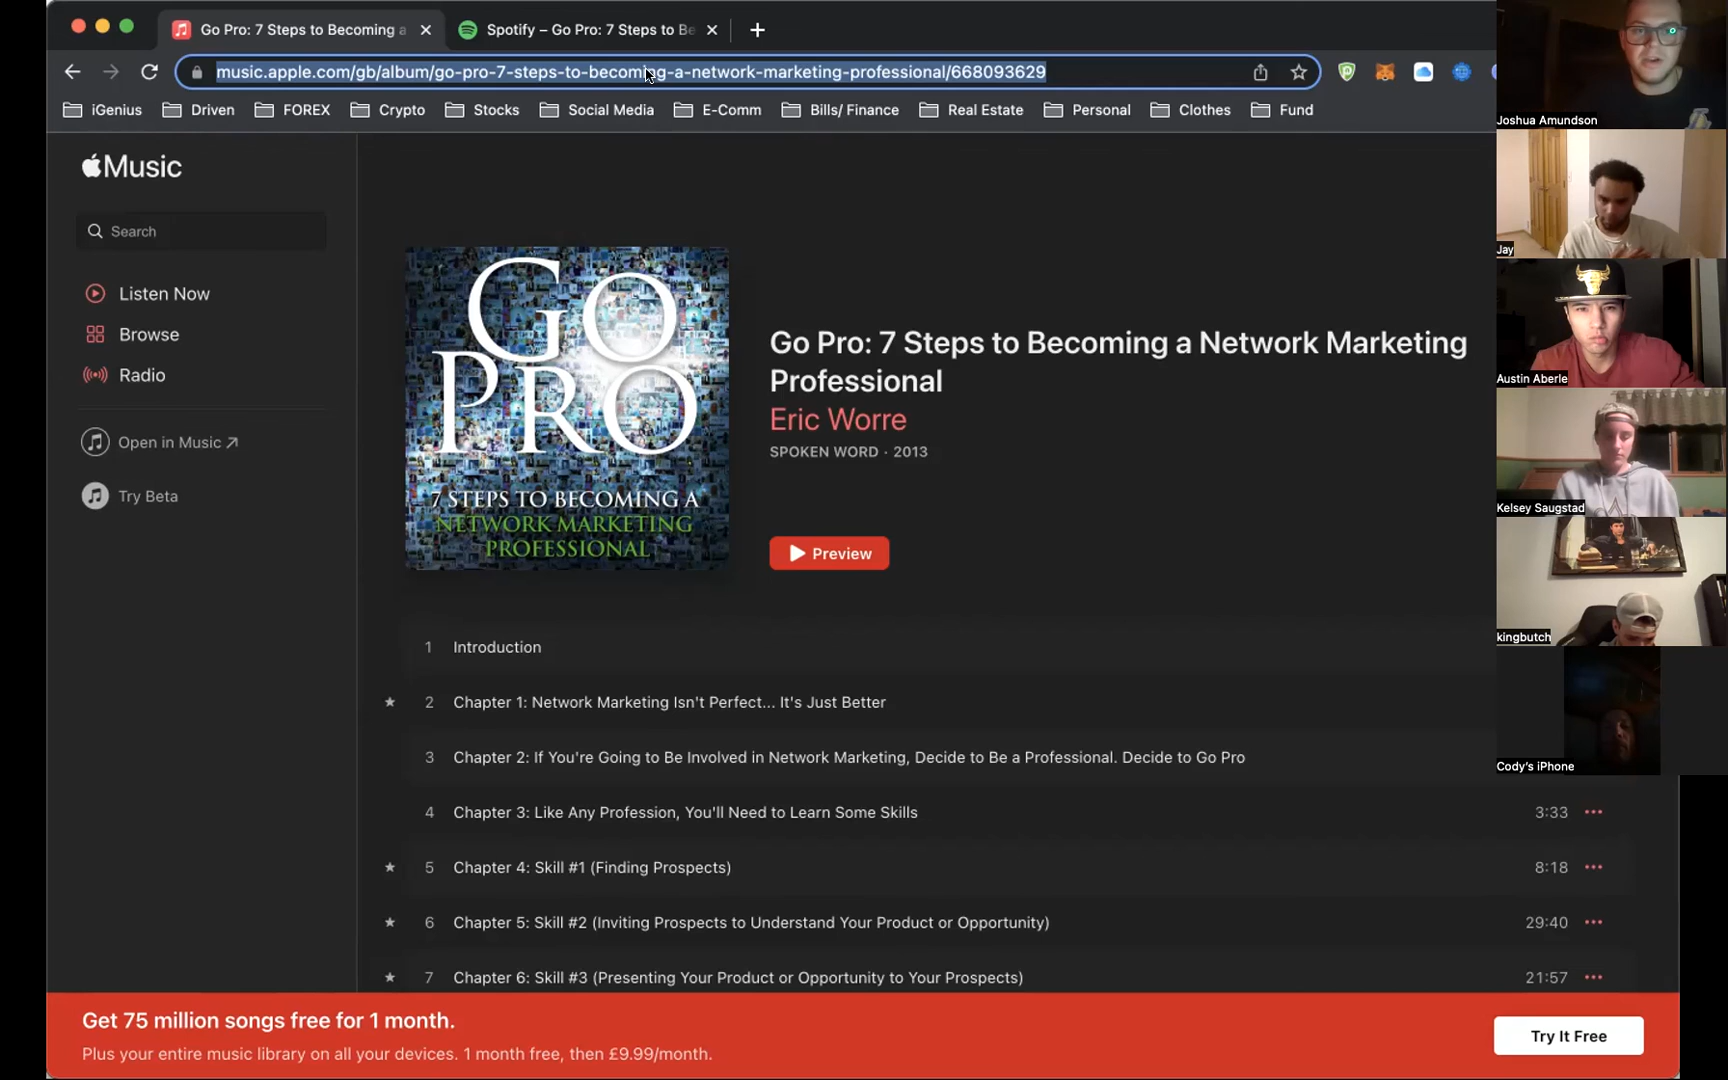 Go Pro: 7 Steps to Becoming a
Spotify – Go Pro: 7 Steps to Be
music.apple.com/gb/album/go-pro-7-steps-to-becoming-a-network-marketing-professional/668093629
iGenius
Driven
FOREX
Crypto
Stocks
Social Media
E-Comm
Bills/ Finance
Real Estate
Personal
Clothes
Fund
Music
Search
Listen Now
Browse
Radio
Open in Music ↗
Try Beta
GO
PRO
7 STEPS TO BECOMING A
NETWORK MARKETING
PROFESSIONAL
Go Pro: 7 Steps to Becoming a Network Marketing
Professional
Eric Worre
SPOKEN WORD · 2013
Preview
1 Introduction
★ 2 Chapter 1: Network Marketing Isn't Perfect... It's Just Better
3 Chapter 2: If You're Going to Be Involved in Network Marketing, Decide to Be a Professional. Decide to Go Pro
4 Chapter 3: Like Any Profession, You'll Need to Learn Some Skills 3:33
★ 5 Chapter 4: Skill #1 (Finding Prospects) 8:18
★ 6 Chapter 5: Skill #2 (Inviting Prospects to Understand Your Product or Opportunity) 29:40
★ 7 Chapter 6: Skill #3 (Presenting Your Product or Opportunity to Your Prospects) 21:57
Get 75 million songs free for 1 month.
Plus your entire music library on all your devices. 1 month free, then £9.99/month.
Try It Free
Joshua Amundson
Jay
Austin Aberle
Kelsey Saugstad
kingbutch
Cody's iPhone